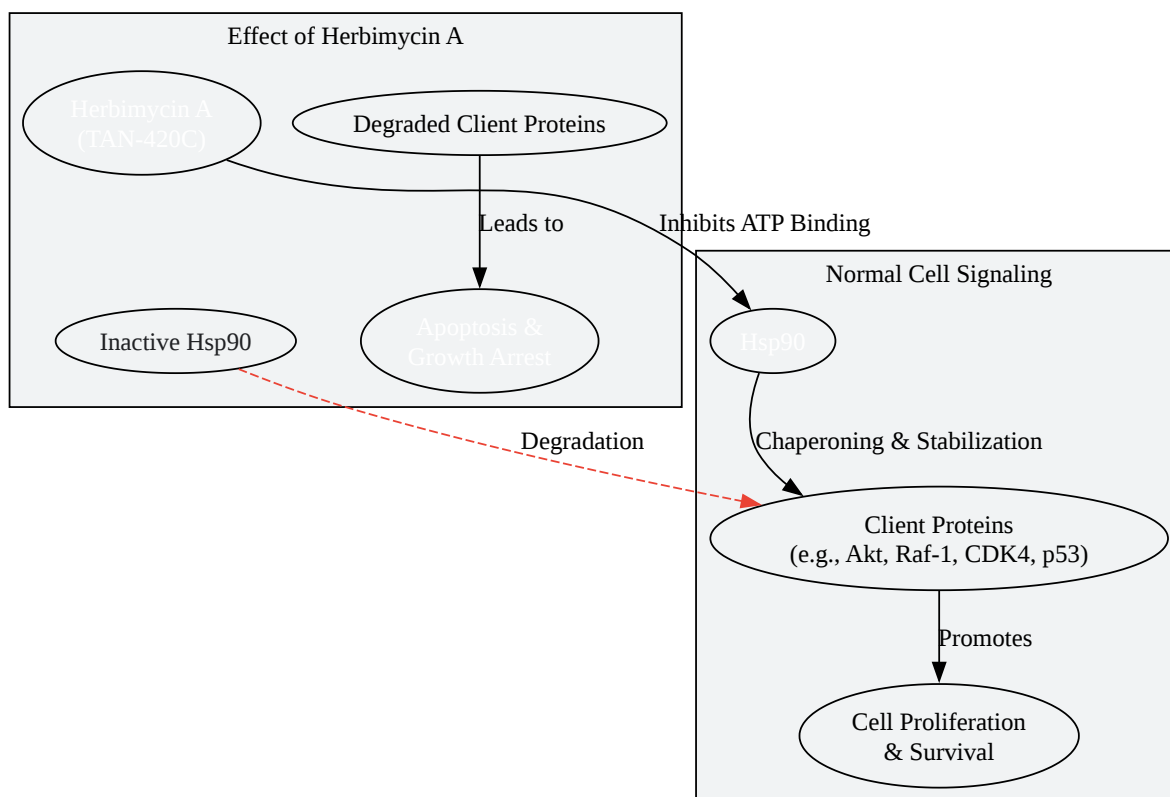 Effect of Herbimycin A
Herbimycin A
(TAN-420C)
Degraded Client Proteins
Leads to
Inhibits ATP Binding
Normal Cell Signaling
Inactive Hsp90
Apoptosis &
Growth Arrest
Hsp90
Degradation
Chaperoning & Stabilization
Client Proteins
(e.g., Akt, Raf-1, CDK4, p53)
Promotes
Cell Proliferation
& Survival